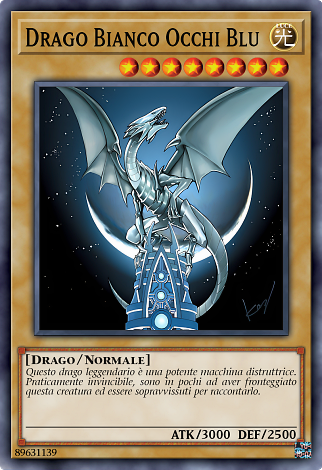 Drago Bianco Occhi Blu
光
[Drago/Normale]
Questo drago leggendario è una potente macchina distruttrice.
Praticamente invincibile, sono in pochi ad aver fronteggiato
questa creatura ed essere sopravvissuti per raccontarlo.
ATK/3000 DEF/2500
89631139